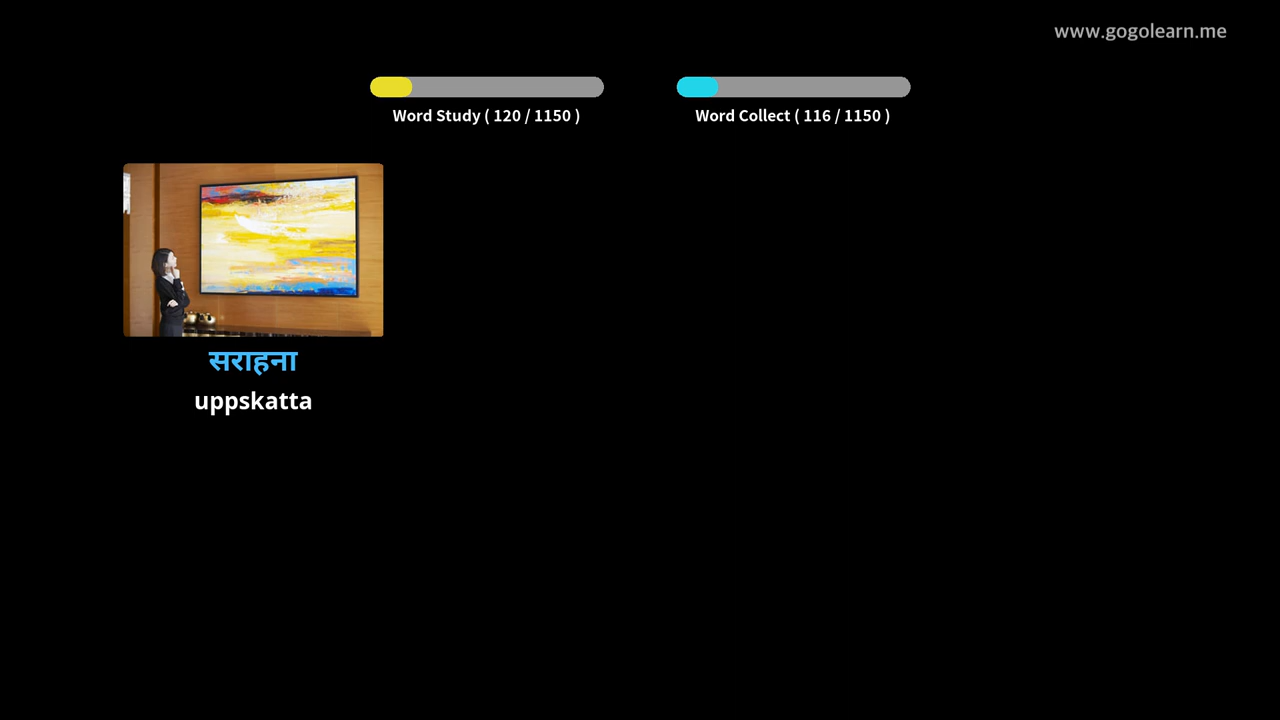 www.gogolearn.me
Word Study ( 120 / 1150 )
Word Collect ( 116 / 1150 )
सराहना
uppskatta